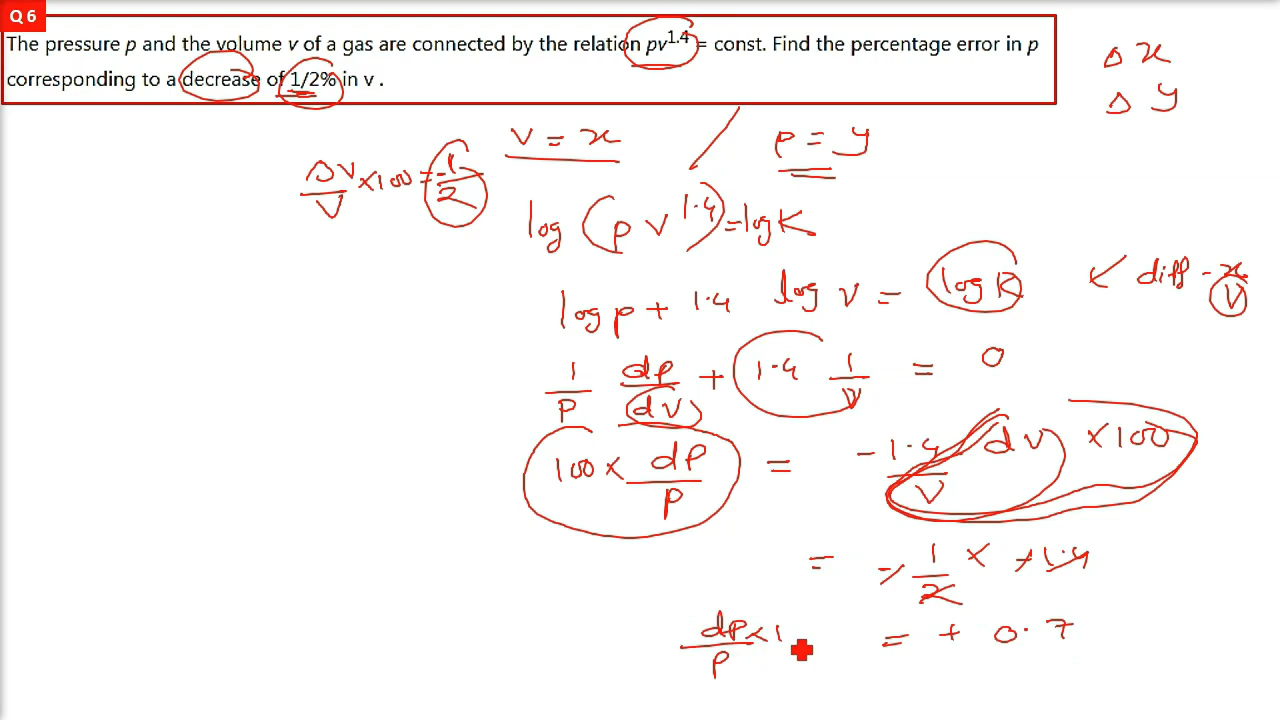 Q 6
The pressure p and the volume v of a gas are connected by the relation pv^1.4 = const. Find the percentage error in p
corresponding to a decrease of 1/2% in v .
Δ x
Δ y
v = x
p = y
Δv/v × 100 = -1/2
log (p v^1.4) = log K
log p + 1.4 log v = log K
diff - x
v
1/p dp/dv + 1.4 1/v = 0
100 × dp/p = -1.4/v dv × 100
= - 1/2 × -1.4
dp/p × 1 = + 0.7